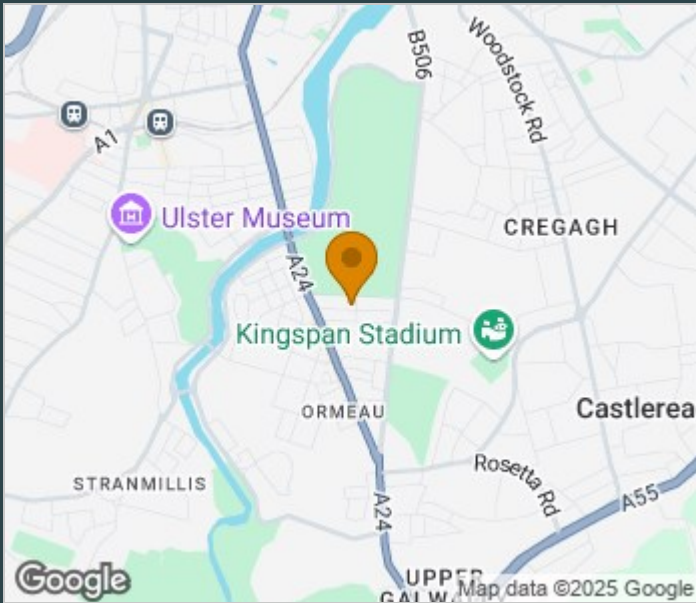 B506
Woodstock Rd
A1
Ulster Museum
CREGAGH
A24
Kingspan Stadium
ORMEAU
Castlerea
STRANMILLIS
Rosetta Rd
A24
A55
UPPER
Google
Map data ©2025 Google